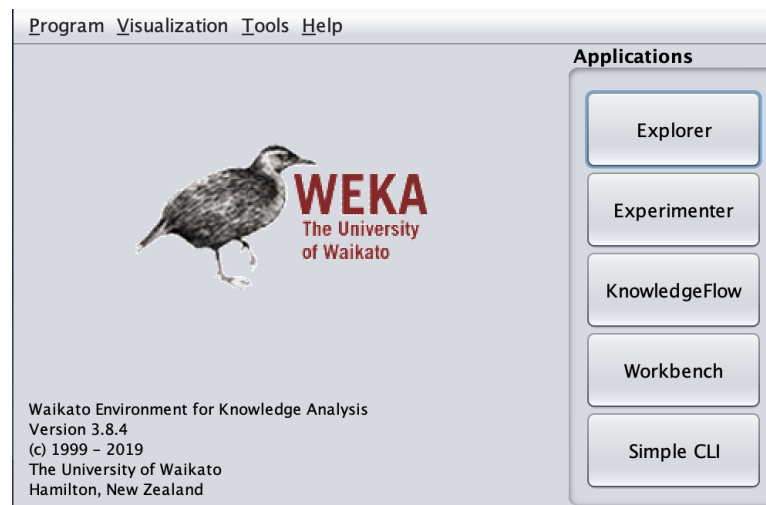 Program Visualization Tools Help
Applications
Explorer
Experimenter
KnowledgeFlow
Workbench
Simple CLI
WEKA
The University
of Waikato
Waikato Environment for Knowledge Analysis
Version 3.8.4
(c) 1999 – 2019
The University of Waikato
Hamilton, New Zealand